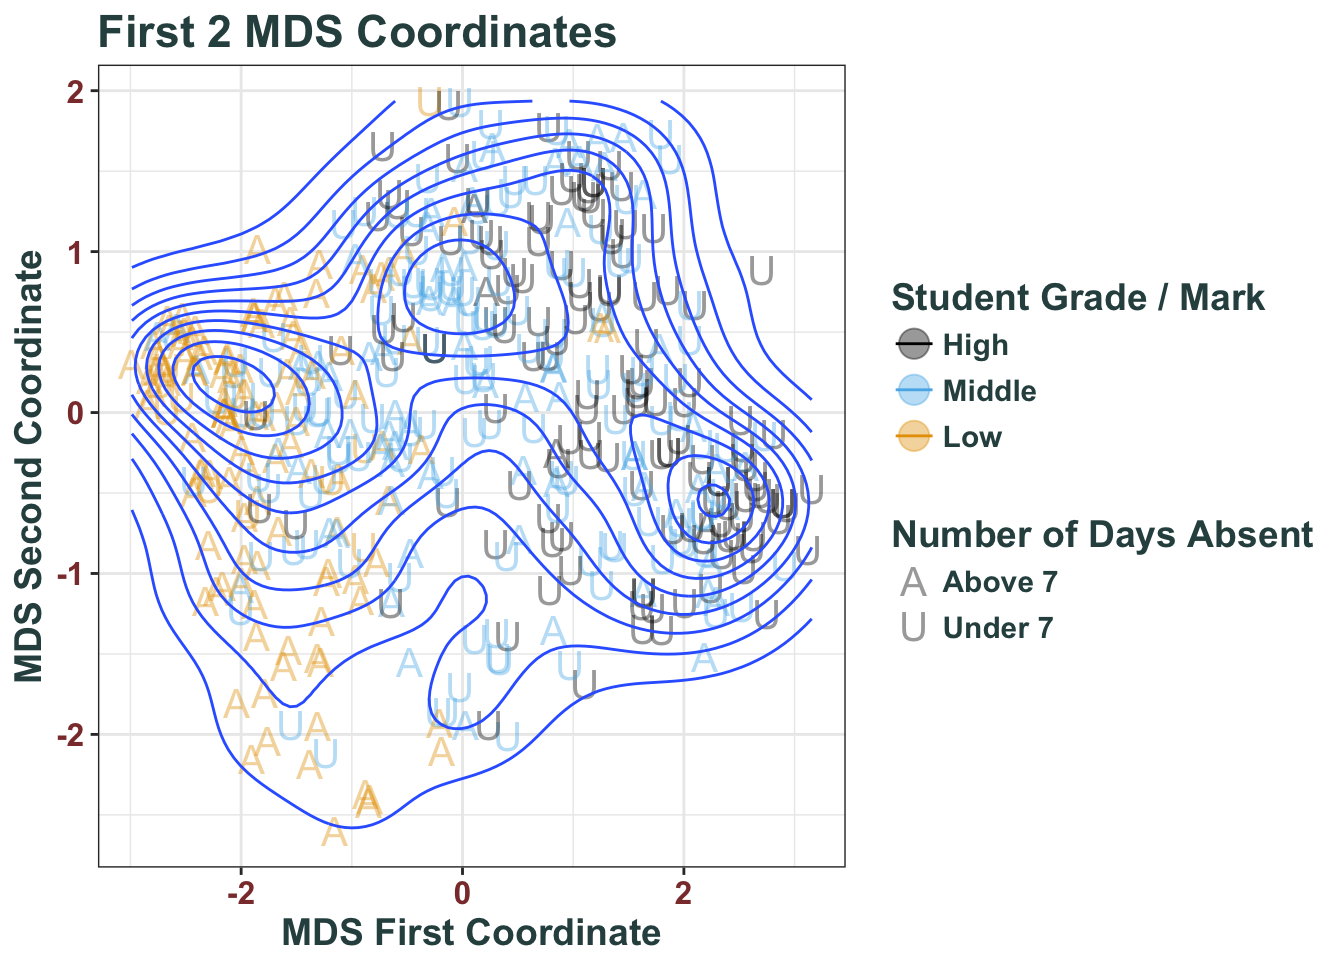 First 2 MDS Coordinates
2
1
0
-1
-2
MDS Second Coordinate
-2
0
2
MDS First Coordinate
Student Grade / Mark
High
Middle
Low
Number of Days Absent
A Above 7
U Under 7